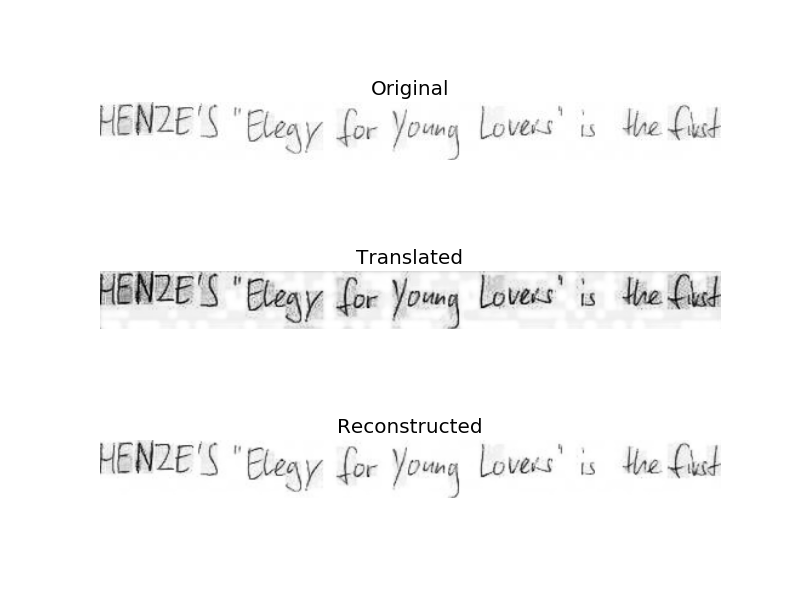 Original
HENZE'S "Elegy for Young Lovers" is the first
Translated
HENZE'S "Elegy for Young Lovers" is the first
Reconstructed
HENZE'S "Elegy for Young Lovers" is the first